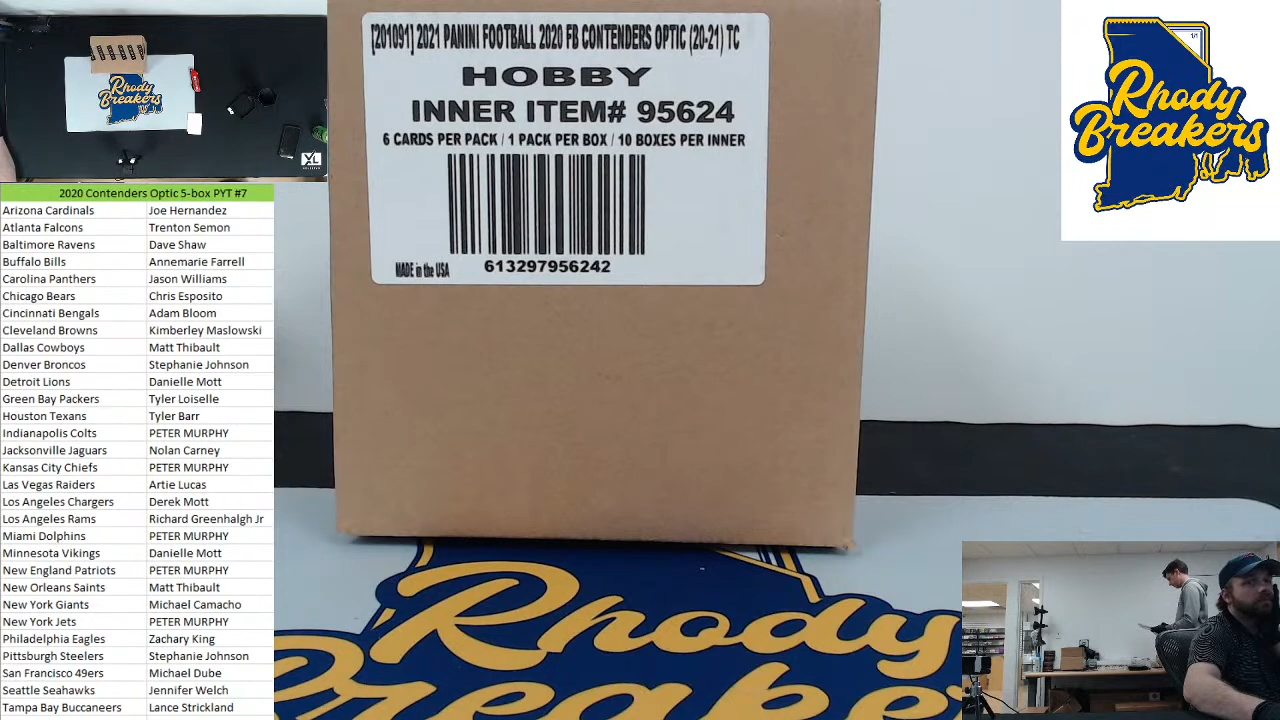 [201091] 2021 PANINI FOOTBALL 2020 FB CONTENDERS OPTIC (20-21) TC
HOBBY
INNER ITEM# 95624
6 CARDS PER PACK / 1 PACK PER BOX / 10 BOXES PER INNER
MADE in the USA
613297956242
Rhody
Breakers
1/1
Rhody
Breakers
XL
2020 Contenders Optic 5-box PYT #7
Arizona Cardinals Joe Hernandez
Atlanta Falcons Trenton Semon
Baltimore Ravens Dave Shaw
Buffalo Bills Annemarie Farrell
Carolina Panthers Jason Williams
Chicago Bears Chris Esposito
Cincinnati Bengals Adam Bloom
Cleveland Browns Kimberley Maslowski
Dallas Cowboys Matt Thibault
Denver Broncos Stephanie Johnson
Detroit Lions Danielle Mott
Green Bay Packers Tyler Loiselle
Houston Texans Tyler Barr
Indianapolis Colts PETER MURPHY
Jacksonville Jaguars Nolan Carney
Kansas City Chiefs PETER MURPHY
Las Vegas Raiders Artie Lucas
Los Angeles Chargers Derek Mott
Los Angeles Rams Richard Greenhalgh Jr
Miami Dolphins PETER MURPHY
Minnesota Vikings Danielle Mott
New England Patriots PETER MURPHY
New Orleans Saints Matt Thibault
New York Giants Michael Camacho
New York Jets PETER MURPHY
Philadelphia Eagles Zachary King
Pittsburgh Steelers Stephanie Johnson
San Francisco 49ers Michael Dube
Seattle Seahawks Jennifer Welch
Tampa Bay Buccaneers Lance Strickland
Rhody
Breakers